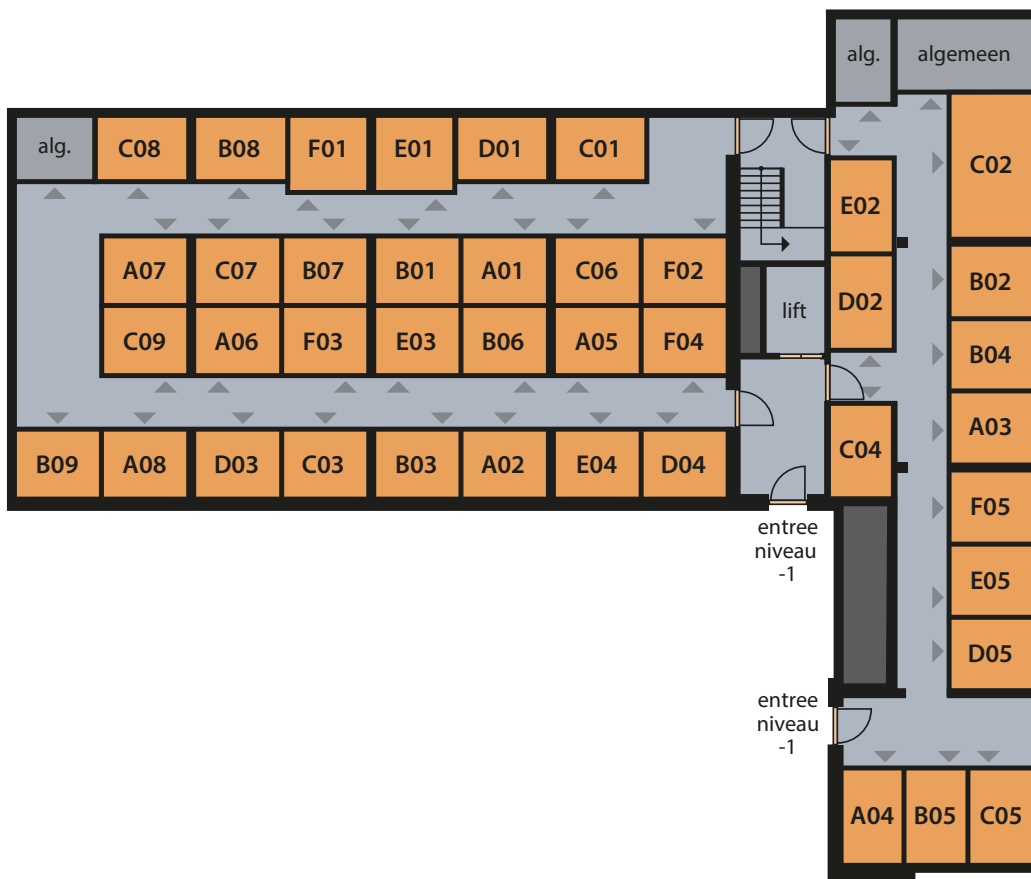 alg.
algemeen
alg.
C08
B08
F01
E01
D01
C01
C02
E02
A07
C07
B07
B01
A01
C06
F02
B02
D02
lift
C09
A06
F03
E03
B06
A05
F04
B04
A03
C04
B09
A08
D03
C03
B03
A02
E04
D04
F05
entree
niveau
-1
E05
D05
entree
niveau
-1
A04
B05
C05